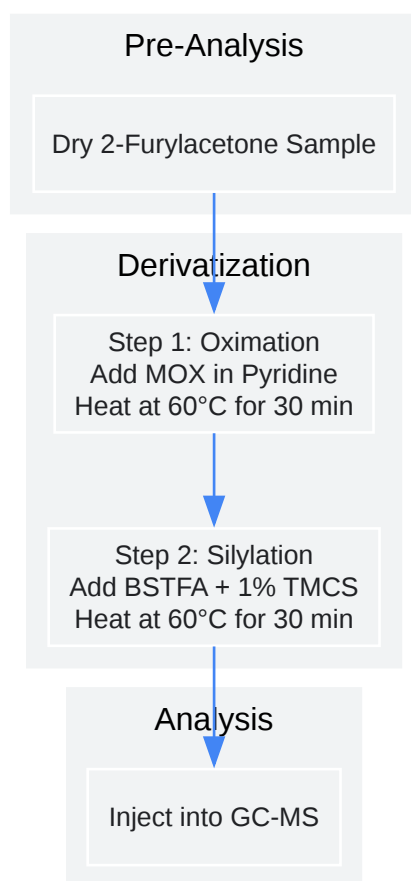 Pre-Analysis
Dry 2-Furylacetone Sample
Derivatization
Step 1: Oximation
Add MOX in Pyridine
Heat at 60°C for 30 min
Step 2: Silylation
Add BSTFA + 1% TMCS
Heat at 60°C for 30 min
Analysis
Inject into GC-MS